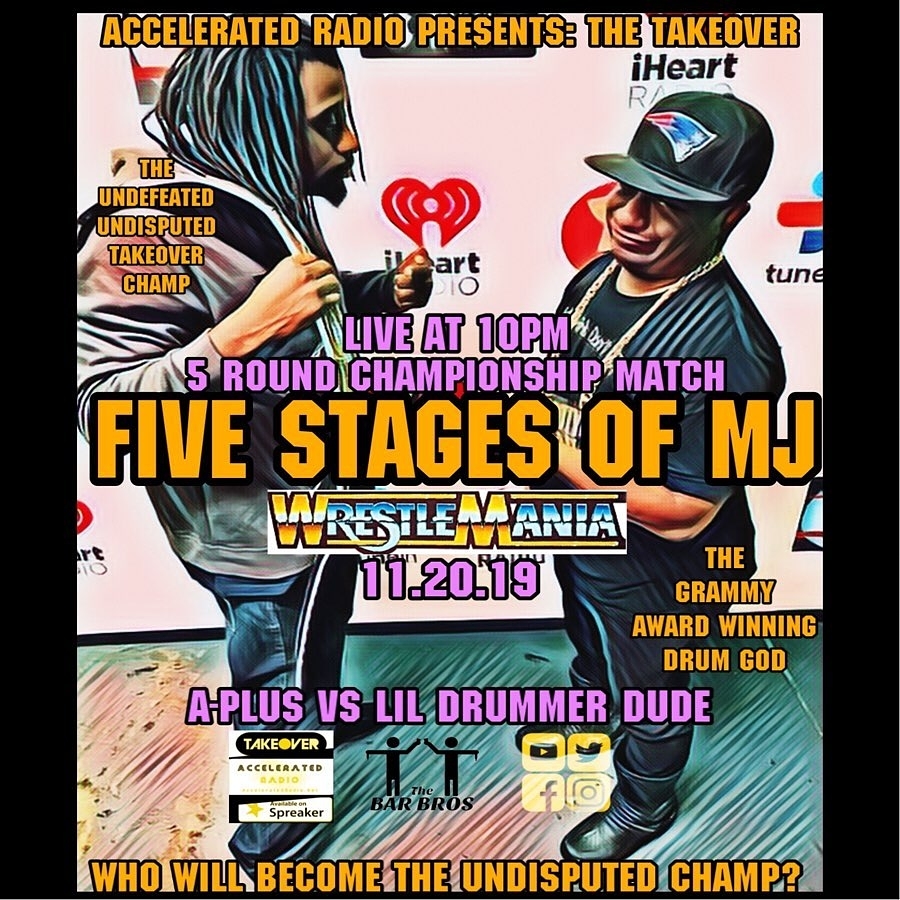 ACCELERATED RADIO PRESENTS: THE TAKEOVER
iHeart
RADIO
THE
UNDEFEATED
UNDISPUTED
TAKEOVER
CHAMP
tune
LIVE AT 10PM
5 ROUND CHAMPIONSHIP MATCH
FIVE STAGES OF MJ
WRESTLEMANIA
11.20.19
THE
GRAMMY
AWARD WINNING
DRUM GOD
A-PLUS VS LIL DRUMMER DUDE
TAKEOVER
ACCELERATED
RADIO
Available on
Spreaker
The
BAR BROS
WHO WILL BECOME THE UNDISPUTED CHAMP?